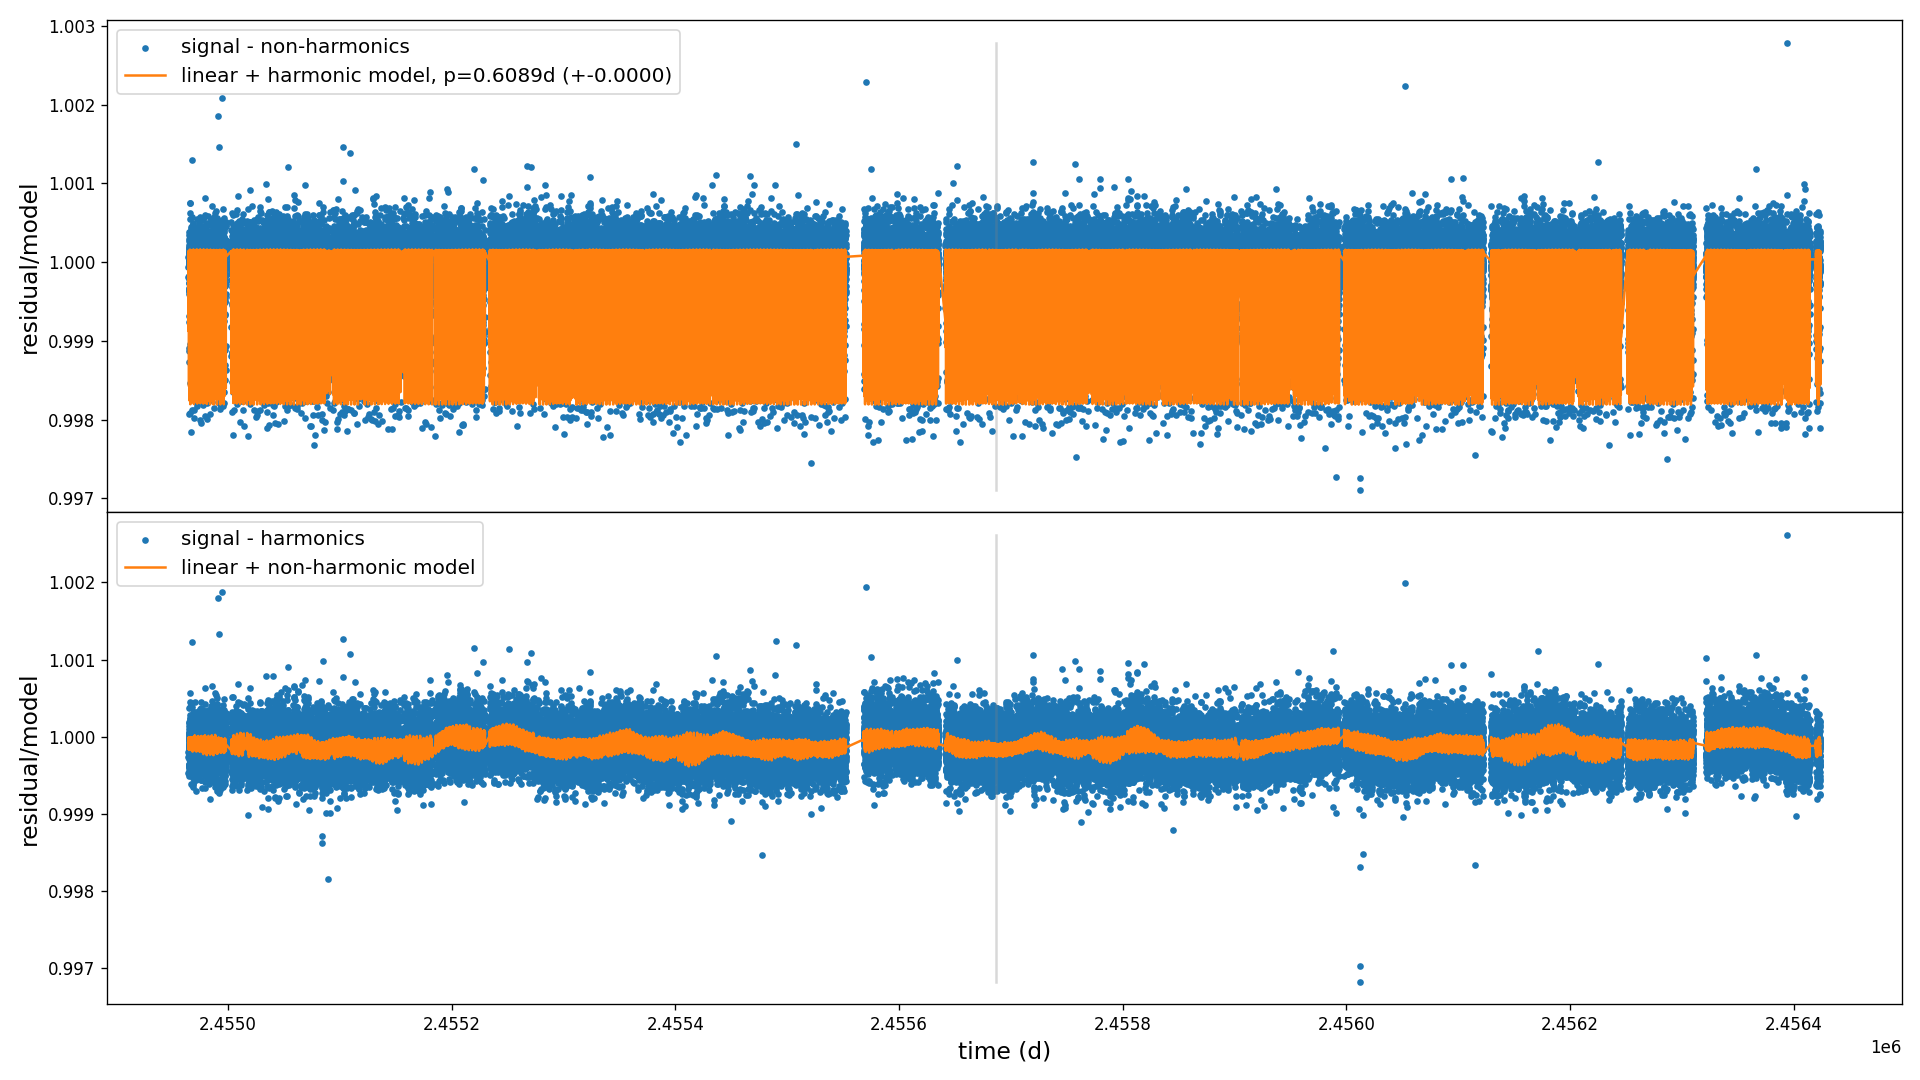 1.003
1.002
1.001
1.000
0.999
0.998
0.997
residual/model
signal - non-harmonics
linear + harmonic model, p=0.6089d (+-0.0000)
1.002
1.001
1.000
0.999
0.998
0.997
residual/model
signal - harmonics
linear + non-harmonic model
2.4550
2.4552
2.4554
2.4556
2.4558
2.4560
2.4562
2.4564
time (d)
1e6